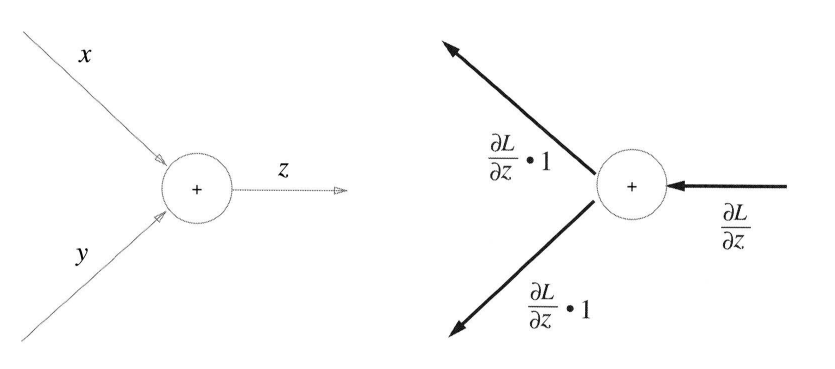 x
y
+
z
∂L/∂z • 1
∂L/∂z • 1
+
∂L/∂z